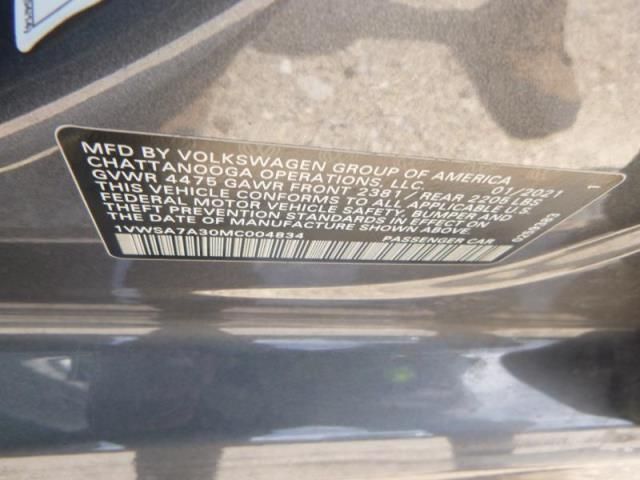 MFD BY VOLKSWAGEN GROUP OF AMERICA
CHATTANOOGA OPERATIONS, LLC. 01/2021 1
GVWR 4475 GAWR FRONT 2381 / REAR 2205 LBS
THIS VEHICLE CONFORMS TO ALL APPLICABLE U.S.
FEDERAL MOTOR VEHICLE SAFETY, BUMPER AND
THEFT PREVENTION STANDARDS IN EFFECT ON
THE DATE OF MANUFACTURE SHOWN ABOVE.
1VWSA7A30MC004834 PASSENGER CAR